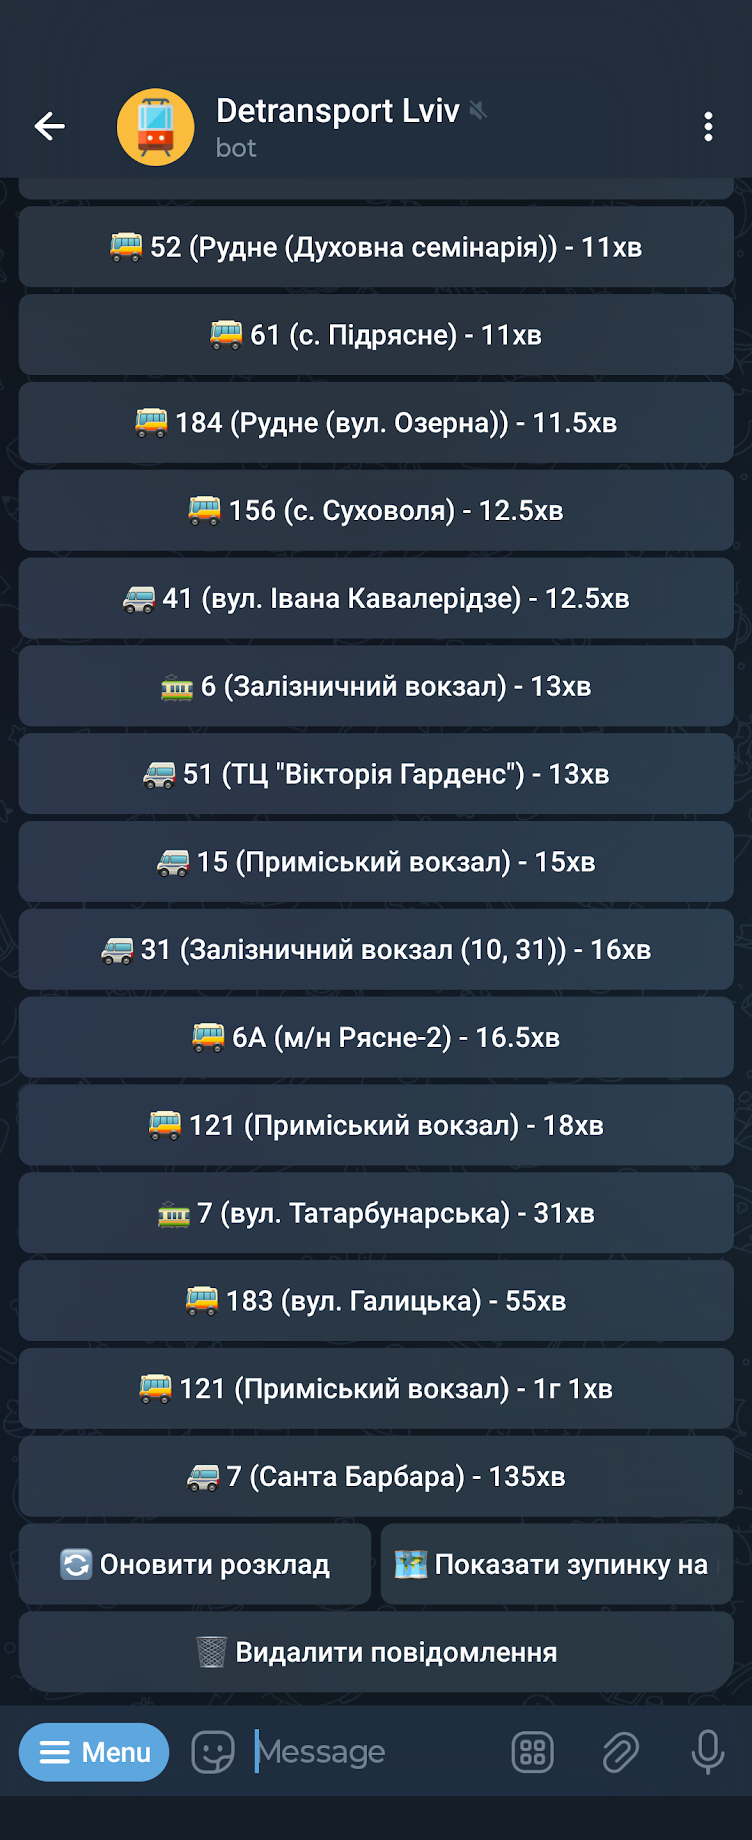 Detransport Lviv
bot
52 (Рудне (Духовна семінарія)) - 11хв
61 (с. Підрясне) - 11хв
184 (Рудне (вул. Озерна)) - 11.5хв
156 (с. Суховоля) - 12.5хв
41 (вул. Івана Кавалерідзе) - 12.5хв
6 (Залізничний вокзал) - 13хв
51 (ТЦ "Вікторія Гарденс") - 13хв
15 (Приміський вокзал) - 15хв
31 (Залізничний вокзал (10, 31)) - 16хв
6А (м/н Рясне-2) - 16.5хв
121 (Приміський вокзал) - 18хв
7 (вул. Татарбунарська) - 31хв
183 (вул. Галицька) - 55хв
121 (Приміський вокзал) - 1г 1хв
7 (Санта Барбара) - 135хв
Оновити розклад
Показати зупинку на
Видалити повідомлення
Menu
Message